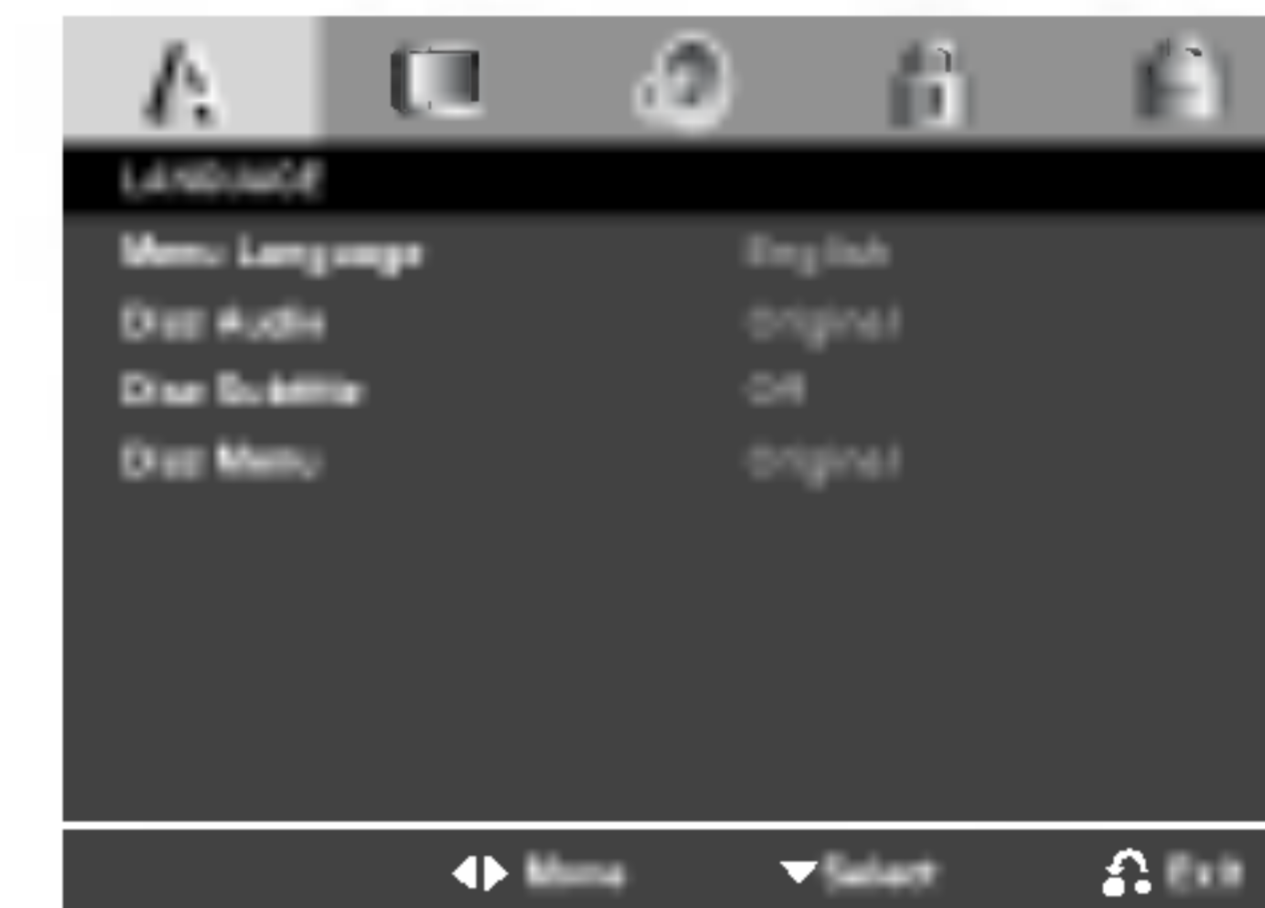 LANGUAGE
Menu Language English
Disc Audio Original
Disc Subtitle Off
Disc Menu Original
Move Select Exit